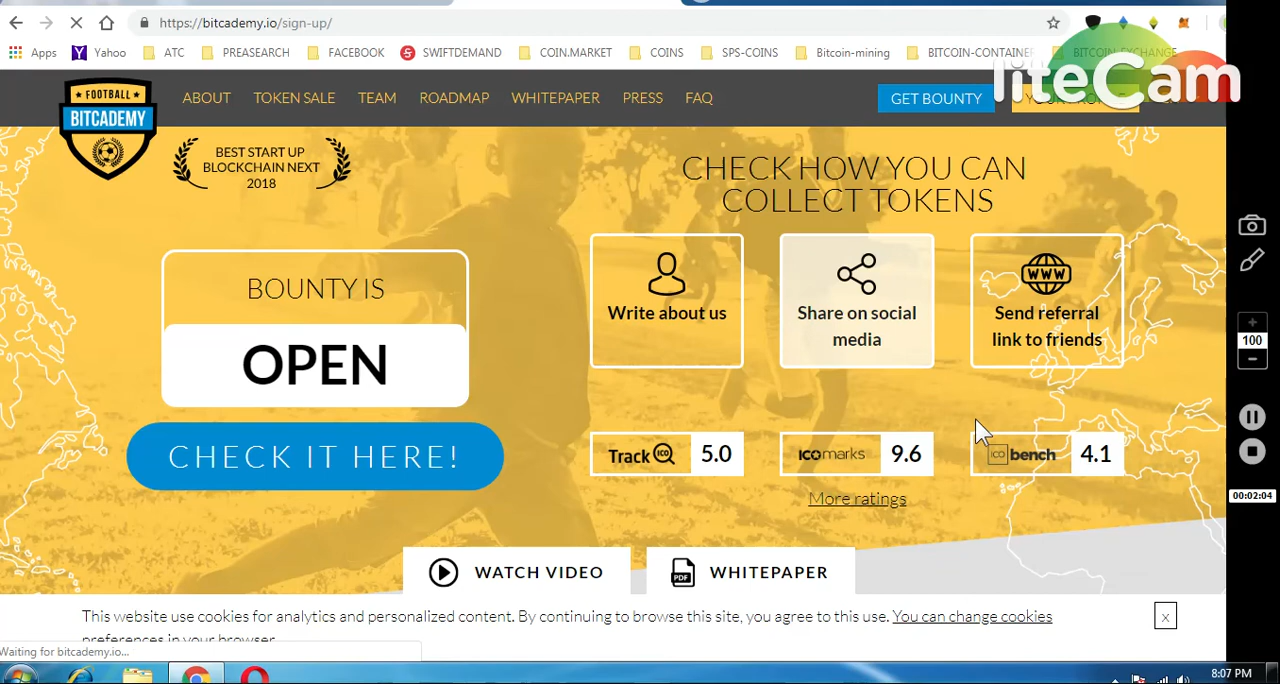 https://bitcademy.io/sign-up/
Apps Yahoo ATC PREASEARCH FACEBOOK SWIFTDEMAND COIN.MARKET COINS SPS-COINS Bitcoin-mining BITCOIN-CONTAINER BITCOIN-EXCHANGE
liteCam
FOOTBALL
BITCADEMY
ABOUT TOKEN SALE TEAM ROADMAP WHITEPAPER PRESS FAQ GET BOUNTY
BEST START UP
BLOCKCHAIN NEXT
2018
CHECK HOW YOU CAN
COLLECT TOKENS
BOUNTY IS
OPEN
CHECK IT HERE!
Write about us
Share on social
media
WWW
Send referral
link to friends
Track ICO 5.0
ICOmarks 9.6
ico bench 4.1
More ratings
WATCH VIDEO
PDF WHITEPAPER
This website use cookies for analytics and personalized content. By continuing to browse this site, you agree to this use. You can change cookies
preferences in your browser.
x
Waiting for bitcademy.io...
100
00:02:04
8:07 PM